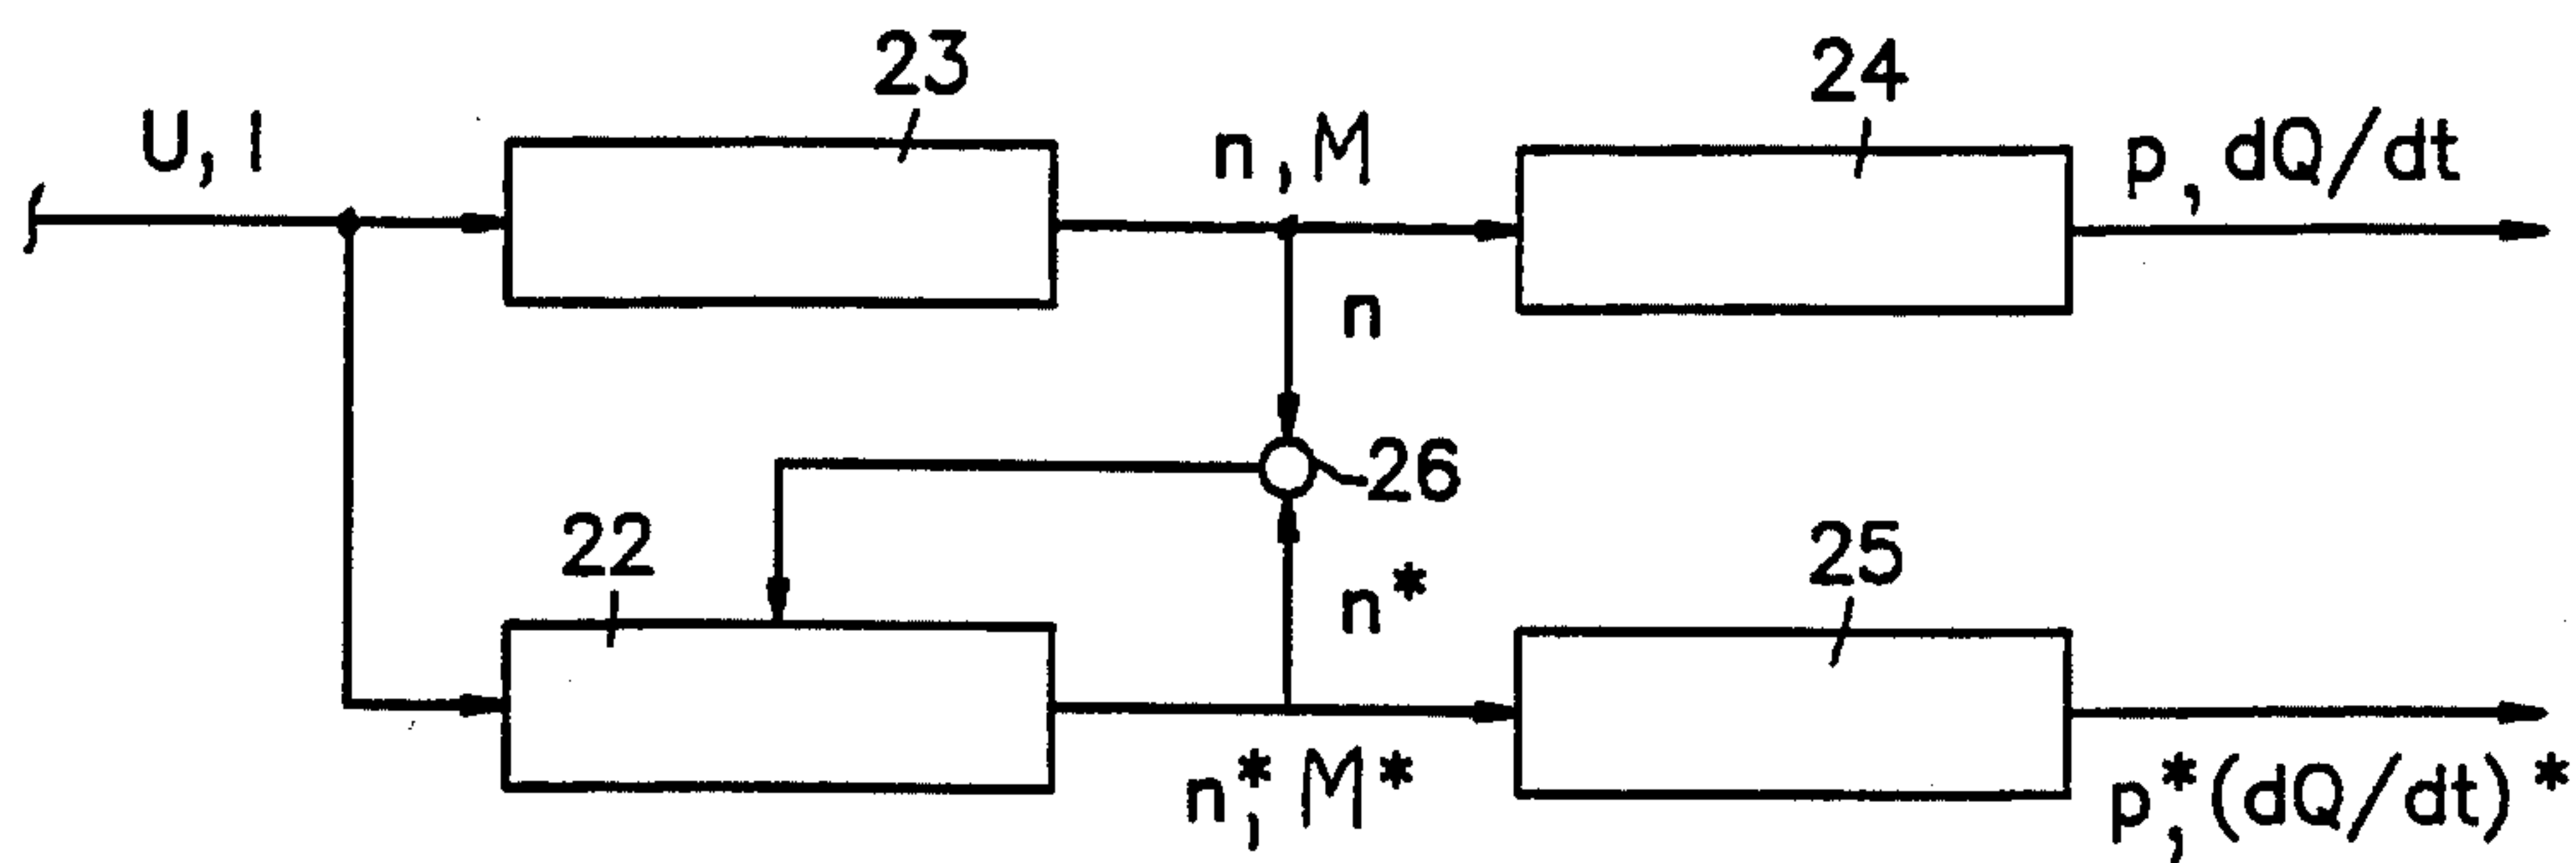 23
24
U, I
n, M
p, dQ/dt
n
26
22
n*
25
n*, M*
p*, (dQ/dt)*